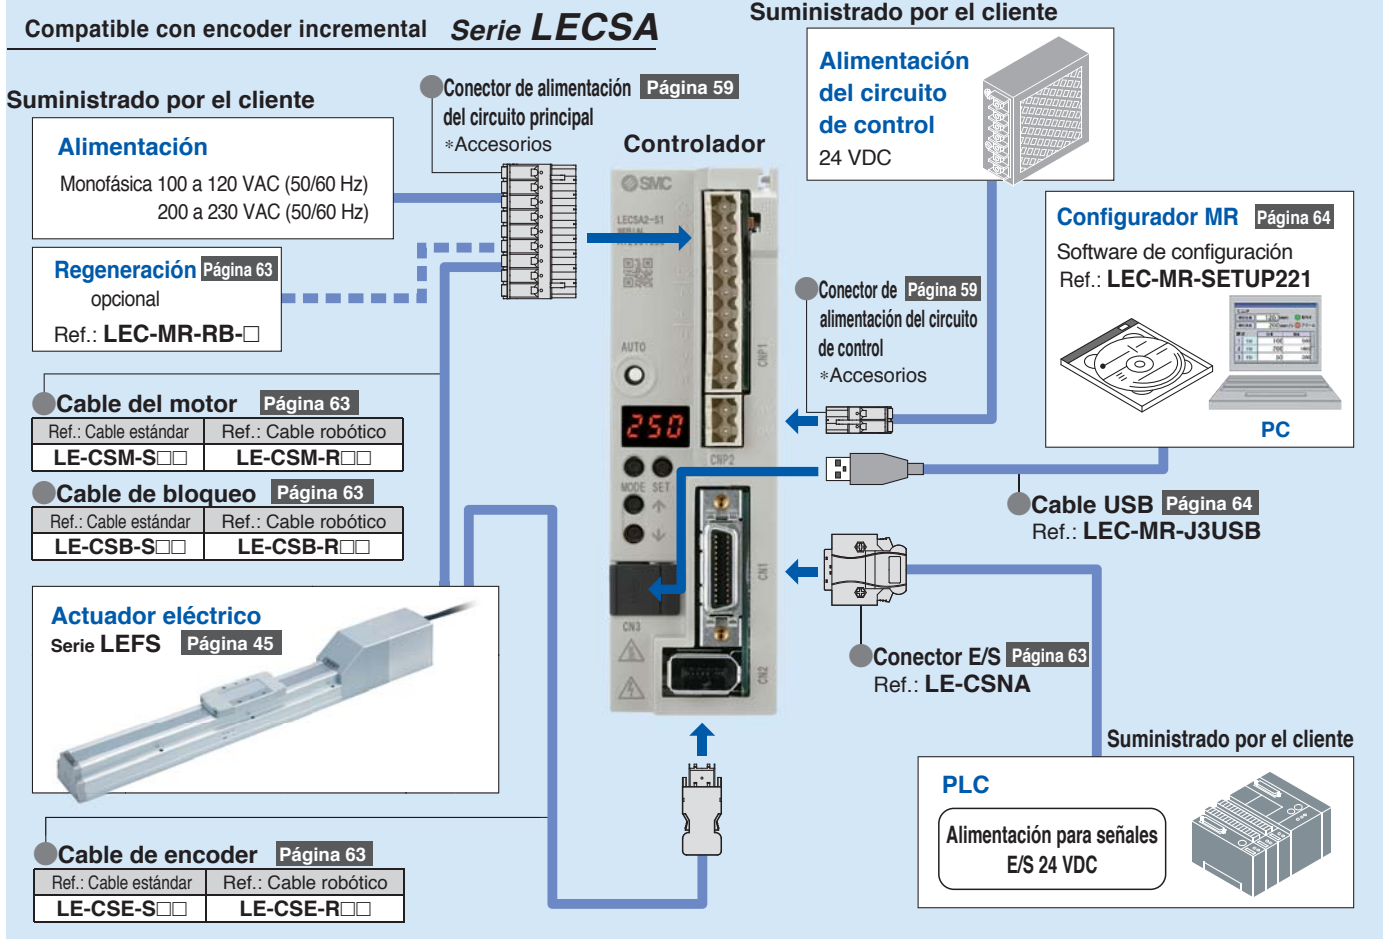 Compatible con encoder incremental Serie LECSA
Suministrado por el cliente
Alimentación
del circuito
de control
24 VDC
Conector de alimentación Página 59
del circuito principal
*Accesorios
Suministrado por el cliente
Alimentación
Monofásica 100 a 120 VAC (50/60 Hz)
200 a 230 VAC (50/60 Hz)
Controlador
SMC
LECSA2-S1
Regeneración Página 63
opcional
Ref.: LEC-MR-RB-□
Configurador MR Página 64
Software de configuración
Ref.: LEC-MR-SETUP221
PC
Conector de Página 59
alimentación del circuito
de control
*Accesorios
AUTO
CNP1
250
CNP2
MODE SET
CN1
CN3
CN2
Cable del motor Página 63
Ref.: Cable estándar Ref.: Cable robótico
LE-CSM-S□□ LE-CSM-R□□
Cable de bloqueo Página 63
Ref.: Cable estándar Ref.: Cable robótico
LE-CSB-S□□ LE-CSB-R□□
Cable USB Página 64
Ref.: LEC-MR-J3USB
Actuador eléctrico
Serie LEFS Página 45
Conector E/S Página 63
Ref.: LE-CSNA
Suministrado por el cliente
PLC
Alimentación para señales
E/S 24 VDC
Cable de encoder Página 63
Ref.: Cable estándar Ref.: Cable robótico
LE-CSE-S□□ LE-CSE-R□□